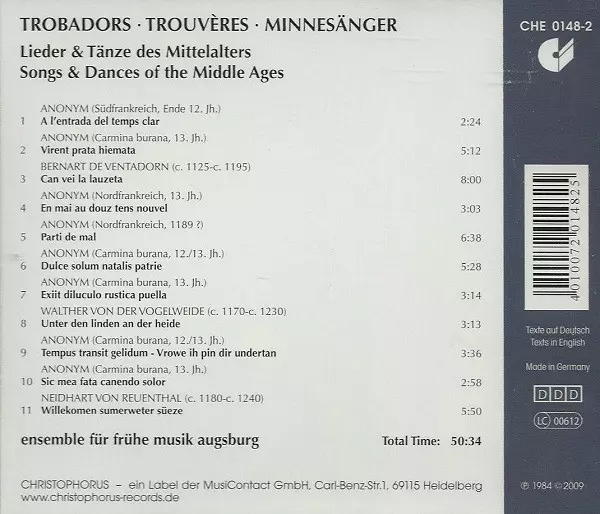 TROBADORS · TROUVÈRES · MINNESÄNGER
Lieder & Tänze des Mittelalters
Songs & Dances of the Middle Ages
ANONYM (Südfrankreich, Ende 12. Jh.)
1 A l'entrada del temps clar 2:24
ANONYM (Carmina burana, 13. Jh.)
2 Virent prata hiemata 5:12
BERNART DE VENTADORN (c. 1125-c. 1195)
3 Can vei la lauzeta 8:00
ANONYM (Nordfrankreich, 13. Jh.)
4 En mai au douz tens nouvel 3:03
ANONYM (Nordfrankreich, 1189 ?)
5 Parti de mal 6:38
ANONYM (Carmina burana, 12./13. Jh.)
6 Dulce solum natalis patrie 5:28
ANONYM (Carmina burana, 13. Jh.)
7 Exiit diluculo rustica puella 3:14
WALTHER VON DER VOGELWEIDE (c. 1170-c. 1230)
8 Unter den linden an der heide 3:13
ANONYM (Carmina burana, 12./13. Jh.)
9 Tempus transit gelidum - Vrowe ih pin dir undertan 3:36
ANONYM (Carmina burana, 13. Jh.)
10 Sic mea fata canendo solor 2:58
NEIDHART VON REUENTHAL (c. 1180-c. 1240)
11 Willekomen sumerweter süeze 5:50
ensemble für frühe musik augsburg Total Time: 50:34
CHRISTOPHORUS – ein Label der MusiContact GmbH, Carl-Benz-Str.1, 69115 Heidelberg
www.christophorus-records.de
CHE 0148-2
4010072014825
Texte auf Deutsch
Texts in English
Made in Germany
DDD
LC 00612
℗ 1984 © 2009